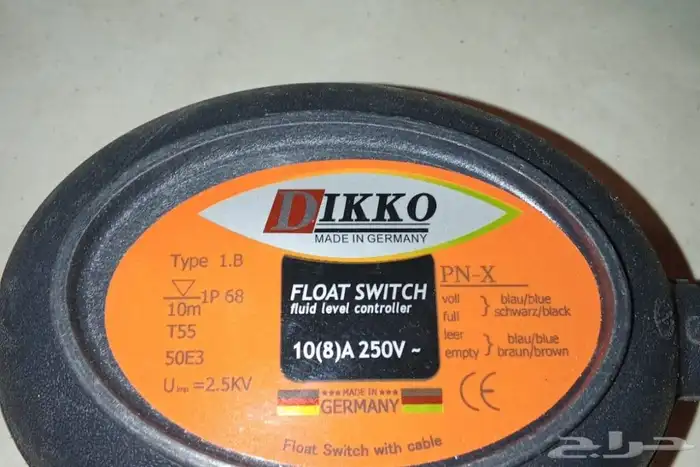 DIKKO
MADE IN GERMANY
Type 1.B
1P 68
10m
T55
50E3
U imp =2.5KV
FLOAT SWITCH
fluid level controller
10(8)A 250V ~
PN-X
voll } blau/blue
full } schwarz/black
leer } blau/blue
empty } braun/brown
CE
*** MADE IN ***
GERMANY
Float Switch with cable
حراج